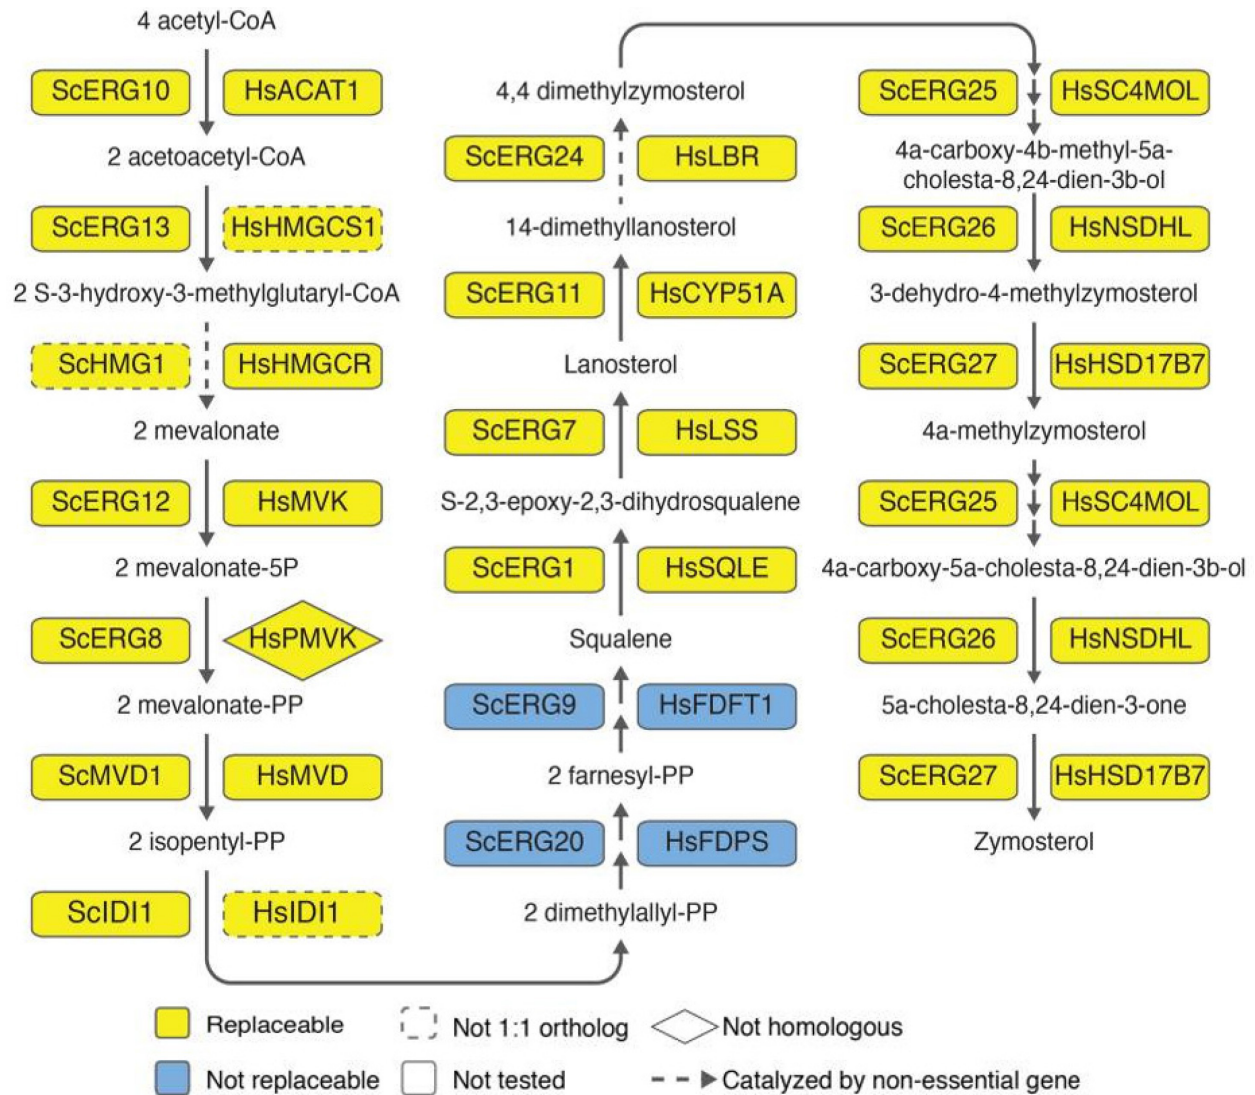 4 acetyl-CoA
ScERG10 HsACAT1
2 acetoacetyl-CoA
ScERG13 HsHMGCS1
2 S-3-hydroxy-3-methylglutaryl-CoA
ScHMG1 HsHMGCR
2 mevalonate
ScERG12 HsMVK
2 mevalonate-5P
ScERG8 HsPMVK
2 mevalonate-PP
ScMVD1 HsMVD
2 isopentyl-PP
ScIDI1 HsIDI1
4,4 dimethylzymosterol
ScERG24 HsLBR
14-dimethyllanosterol
ScERG11 HsCYP51A
Lanosterol
ScERG7 HsLSS
S-2,3-epoxy-2,3-dihydrosqualene
ScERG1 HsSQLE
Squalene
ScERG9 HsFDFT1
2 farnesyl-PP
ScERG20 HsFDPS
2 dimethylallyl-PP
ScERG25 HsSC4MOL
4a-carboxy-4b-methyl-5a-
cholesta-8,24-dien-3b-ol
ScERG26 HsNSDHL
3-dehydro-4-methylzymosterol
ScERG27 HsHSD17B7
4a-methylzymosterol
ScERG25 HsSC4MOL
4a-carboxy-5a-cholesta-8,24-dien-3b-ol
ScERG26 HsNSDHL
5a-cholesta-8,24-dien-3-one
ScERG27 HsHSD17B7
Zymosterol
Replaceable Not 1:1 ortholog Not homologous
Not replaceable Not tested Catalyzed by non-essential gene